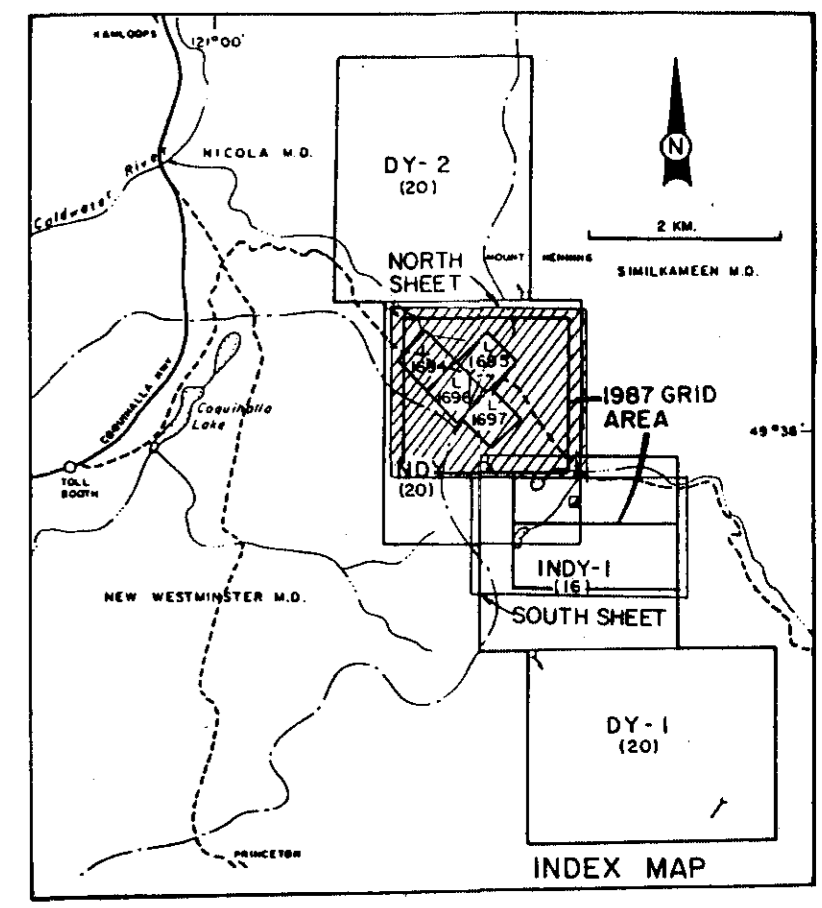 KAMLOOPS
121° 00'
NICOLA M.D.
Coldwater River
DY-2
(20)
N
2 KM.
MOUNT HENNING
SIMILKAMEEN M.D.
NORTH
SHEET
L
1694
L
1695
L
1696
L
1697
1987 GRID
AREA
49° 38'
COQUIHALLA HWY
Coquihalla
Lake
TOLL
BOOTH
INDY
(20)
INDY-1
(16)
NEW WESTMINSTER M.D.
SOUTH SHEET
DY-1
(20)
PRINCETON
INDEX MAP